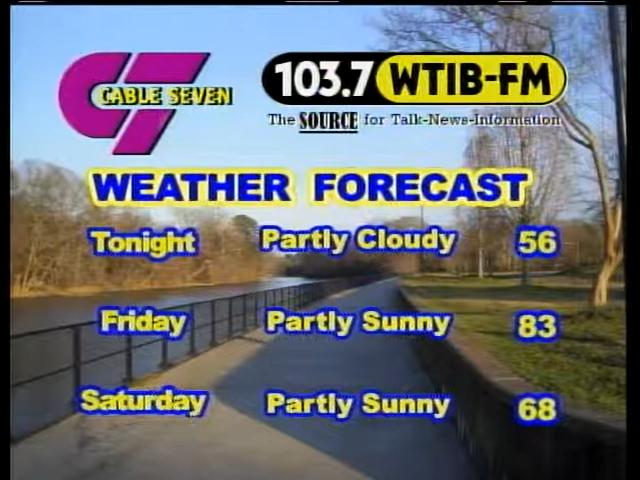 CABLE SEVEN
103.7 WTIB-FM
The SOURCE for Talk-News-Information
WEATHER FORECAST
Tonight Partly Cloudy 56
Friday Partly Sunny 83
Saturday Partly Sunny 68